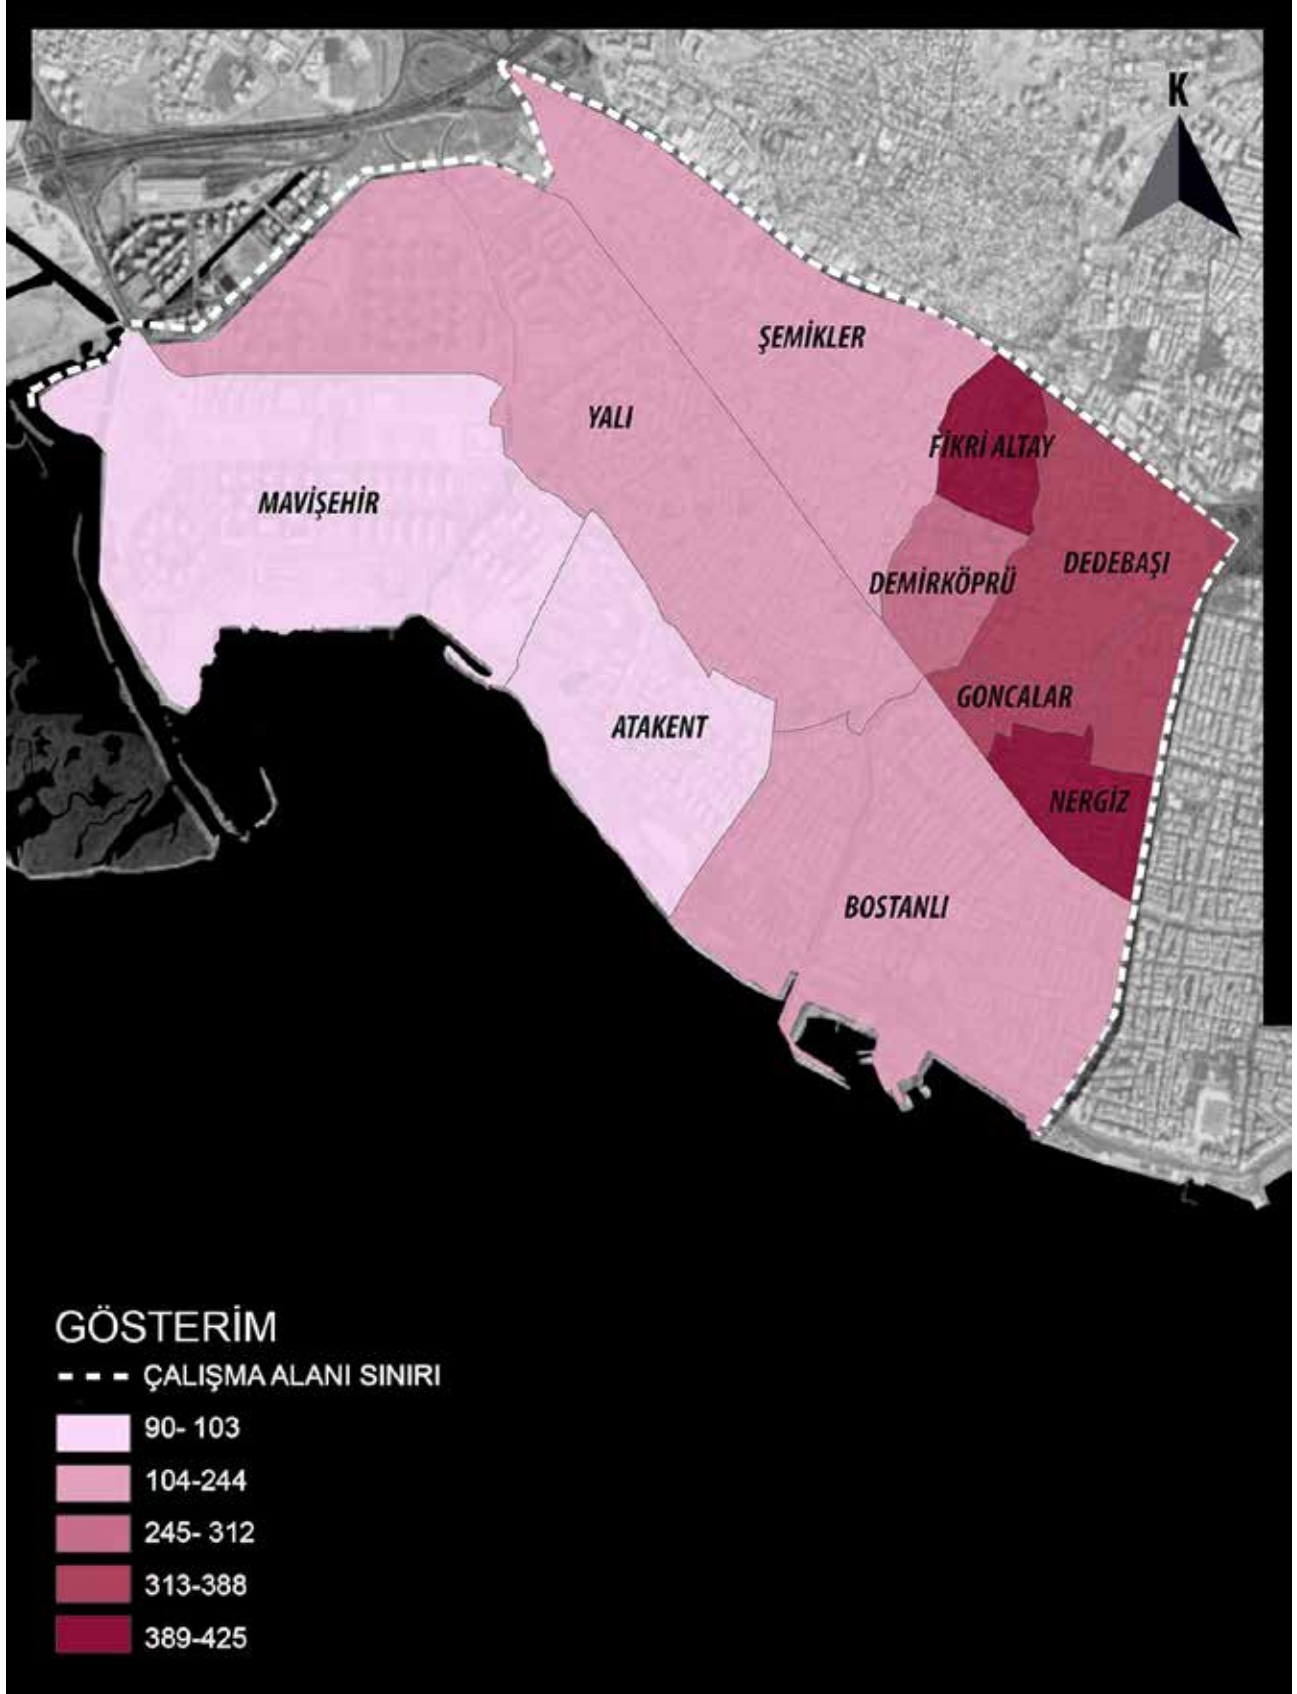 K
ŞEMİKLER
YALI
FİKRİ ALTAY
MAVİŞEHİR
DEDEBAŞI
DEMİRKÖPRÜ
GONCALAR
ATAKENT
NERGİZ
BOSTANLI
GÖSTERİM
ÇALIŞMA ALANI SINIRI
90- 103
104-244
245- 312
313-388
389-425